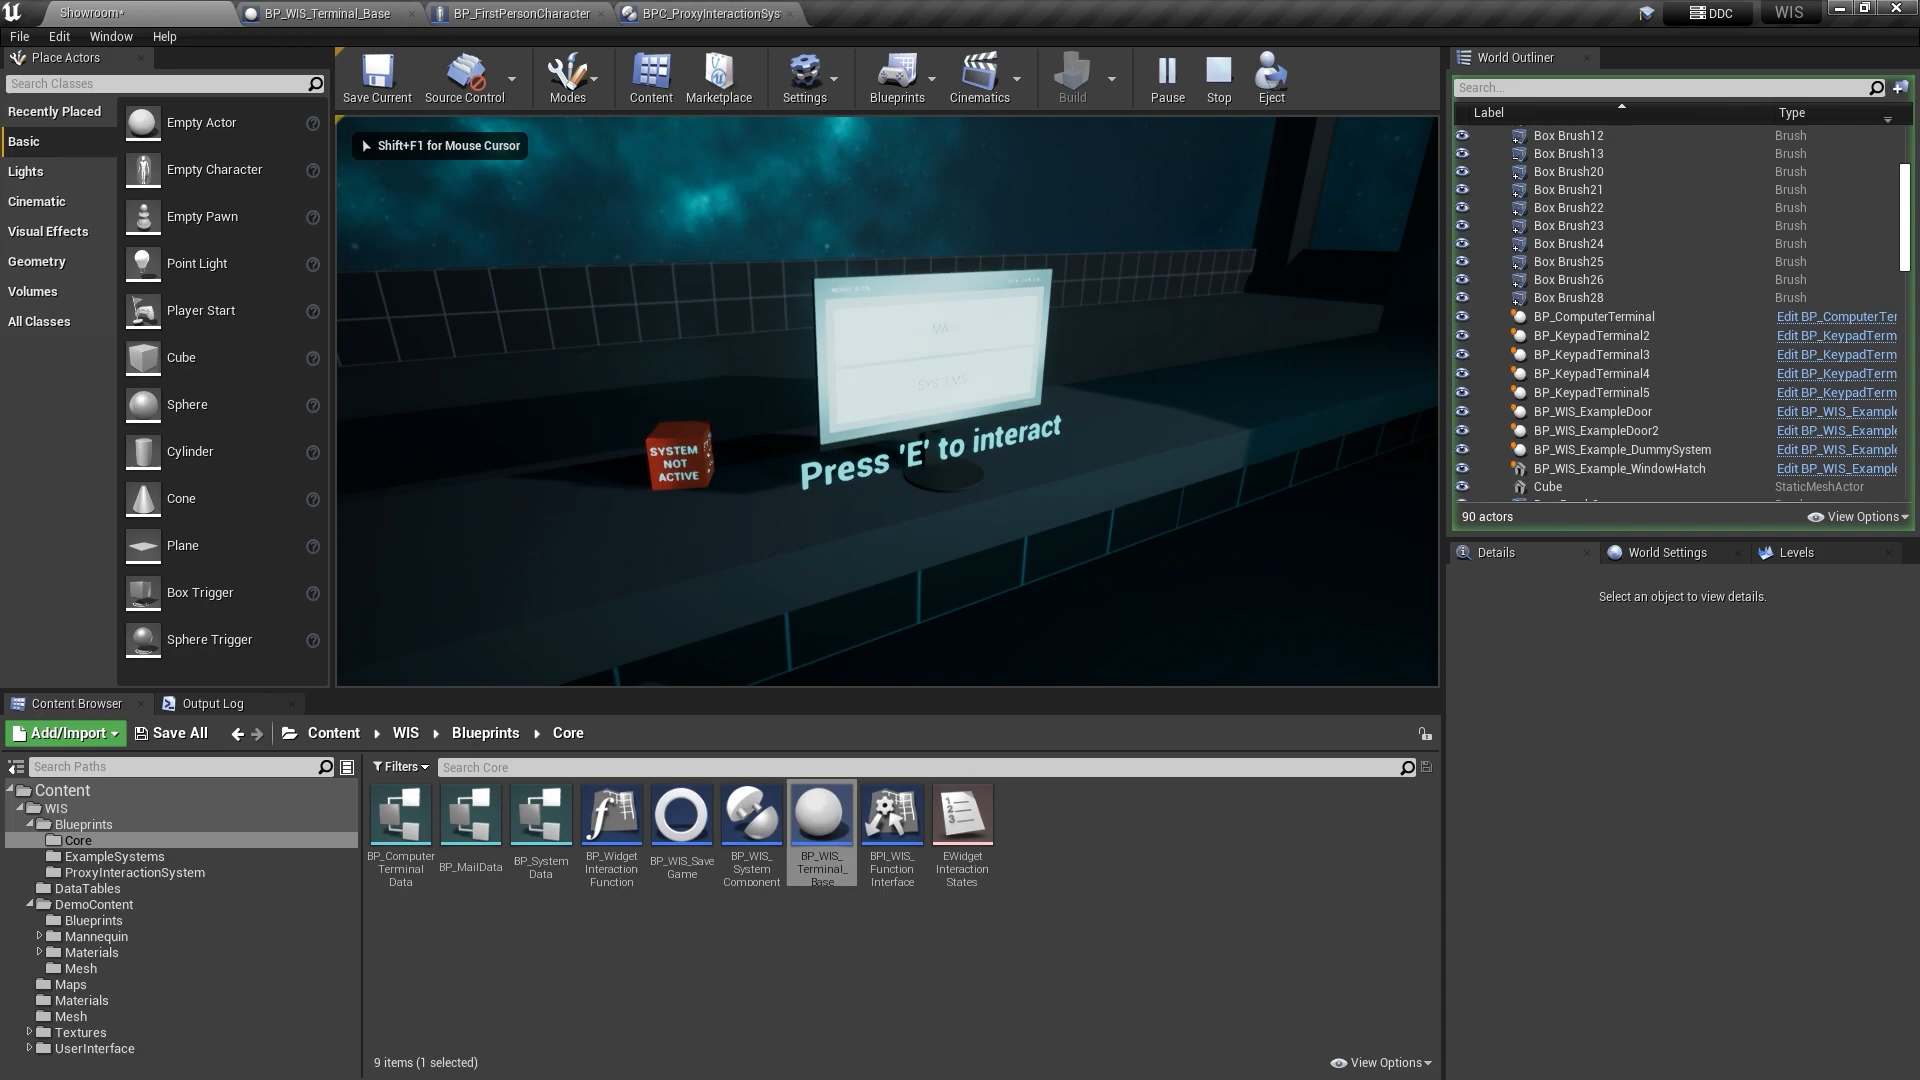 Showroom*
BP_WIS_Terminal_Base
BP_FirstPersonCharacter
BPC_ProxyInteractionSys
DDC
WIS
File
Edit
Window
Help
Place Actors
Search Classes
Recently Placed
Basic
Lights
Cinematic
Visual Effects
Geometry
Volumes
All Classes
Empty Actor
Empty Character
Empty Pawn
Point Light
Player Start
Cube
Sphere
Cylinder
Cone
Plane
Box Trigger
Sphere Trigger
Save Current
Source Control
Modes
Content
Marketplace
Settings
Blueprints
Cinematics
Build
Pause
Stop
Eject
Shift+F1 for Mouse Cursor
MAIL
SYSTEMS
SYSTEM
NOT
ACTIVE
Press 'E' to interact
World Outliner
Search...
Label
Type
Box Brush12
Brush
Box Brush13
Brush
Box Brush20
Brush
Box Brush21
Brush
Box Brush22
Brush
Box Brush23
Brush
Box Brush24
Brush
Box Brush25
Brush
Box Brush26
Brush
Box Brush28
Brush
BP_ComputerTerminal
Edit BP_ComputerTer
BP_KeypadTerminal2
Edit BP_KeypadTerm
BP_KeypadTerminal3
Edit BP_KeypadTerm
BP_KeypadTerminal4
Edit BP_KeypadTerm
BP_KeypadTerminal5
Edit BP_KeypadTerm
BP_WIS_ExampleDoor
Edit BP_WIS_Example
BP_WIS_ExampleDoor2
Edit BP_WIS_Example
BP_WIS_Example_DummySystem
Edit BP_WIS_Example
BP_WIS_Example_WindowHatch
Edit BP_WIS_Example
Cube
StaticMeshActor
90 actors
View Options
Details
World Settings
Levels
Select an object to view details.
Content Browser
Output Log
Add/Import
Save All
Content
WIS
Blueprints
Core
Search Paths
Filters
Search Core
Content
WIS
Blueprints
Core
ExampleSystems
ProxyInteractionSystem
DataTables
DemoContent
Blueprints
Mannequin
Materials
Mesh
Maps
Materials
Mesh
Textures
UserInterface
BP_Computer
Terminal
Data
BP_MailData
BP_System
Data
BP_Widget
Interaction
Function
BP_WIS_Save
Game
BP_WIS_
System
Component
BP_WIS_
Terminal_
Base
BPI_WIS_
Function
Interface
EWidget
Interaction
States
9 items (1 selected)
View Options